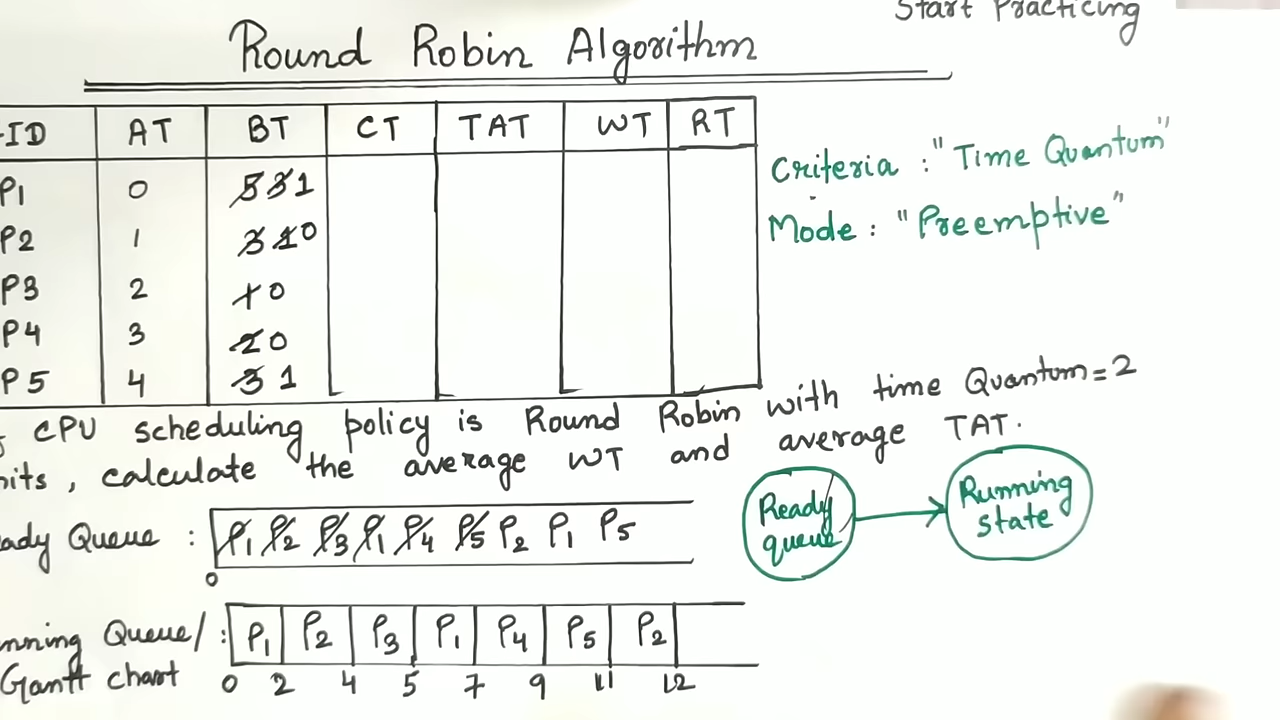 Start Practicing
Round Robin Algorithm
-ID AT BT CT TAT WT RT
P1 0 5 3 1
P2 1 3 1 0
P3 2 1 0
P4 3 2 0
P5 4 3 1
Criteria : "Time Quantum"
Mode : "Preemptive"
CPU scheduling policy is Round Robin with time Quantum = 2
nits, calculate the average WT and average TAT.
Ready queue
Running state
ady Queue : P1 P2 P3 P1 P4 P5 P2 P1 P5
0
nning Queue/ : P1 P2 P3 P1 P4 P5 P2
Gantt chart 0 2 4 5 7 9 11 12